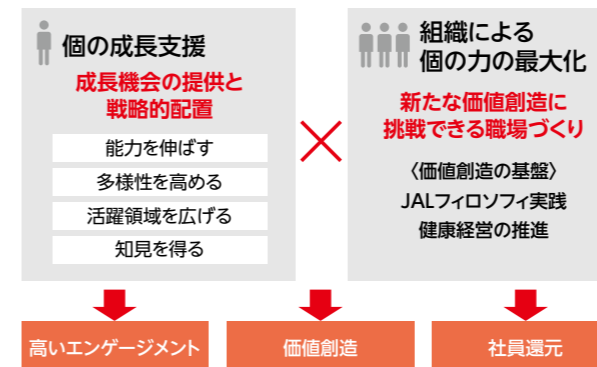 個の成長支援
成長機会の提供と
戦略的配置
能力を伸ばす
多様性を高める
活躍領域を広げる
知見を得る
組織による
個の力の最大化
新たな価値創造に
挑戦できる職場づくり
〈価値創造の基盤〉
JALフィロソフィ実践
健康経営の推進
高いエンゲージメント
価値創造
社員還元